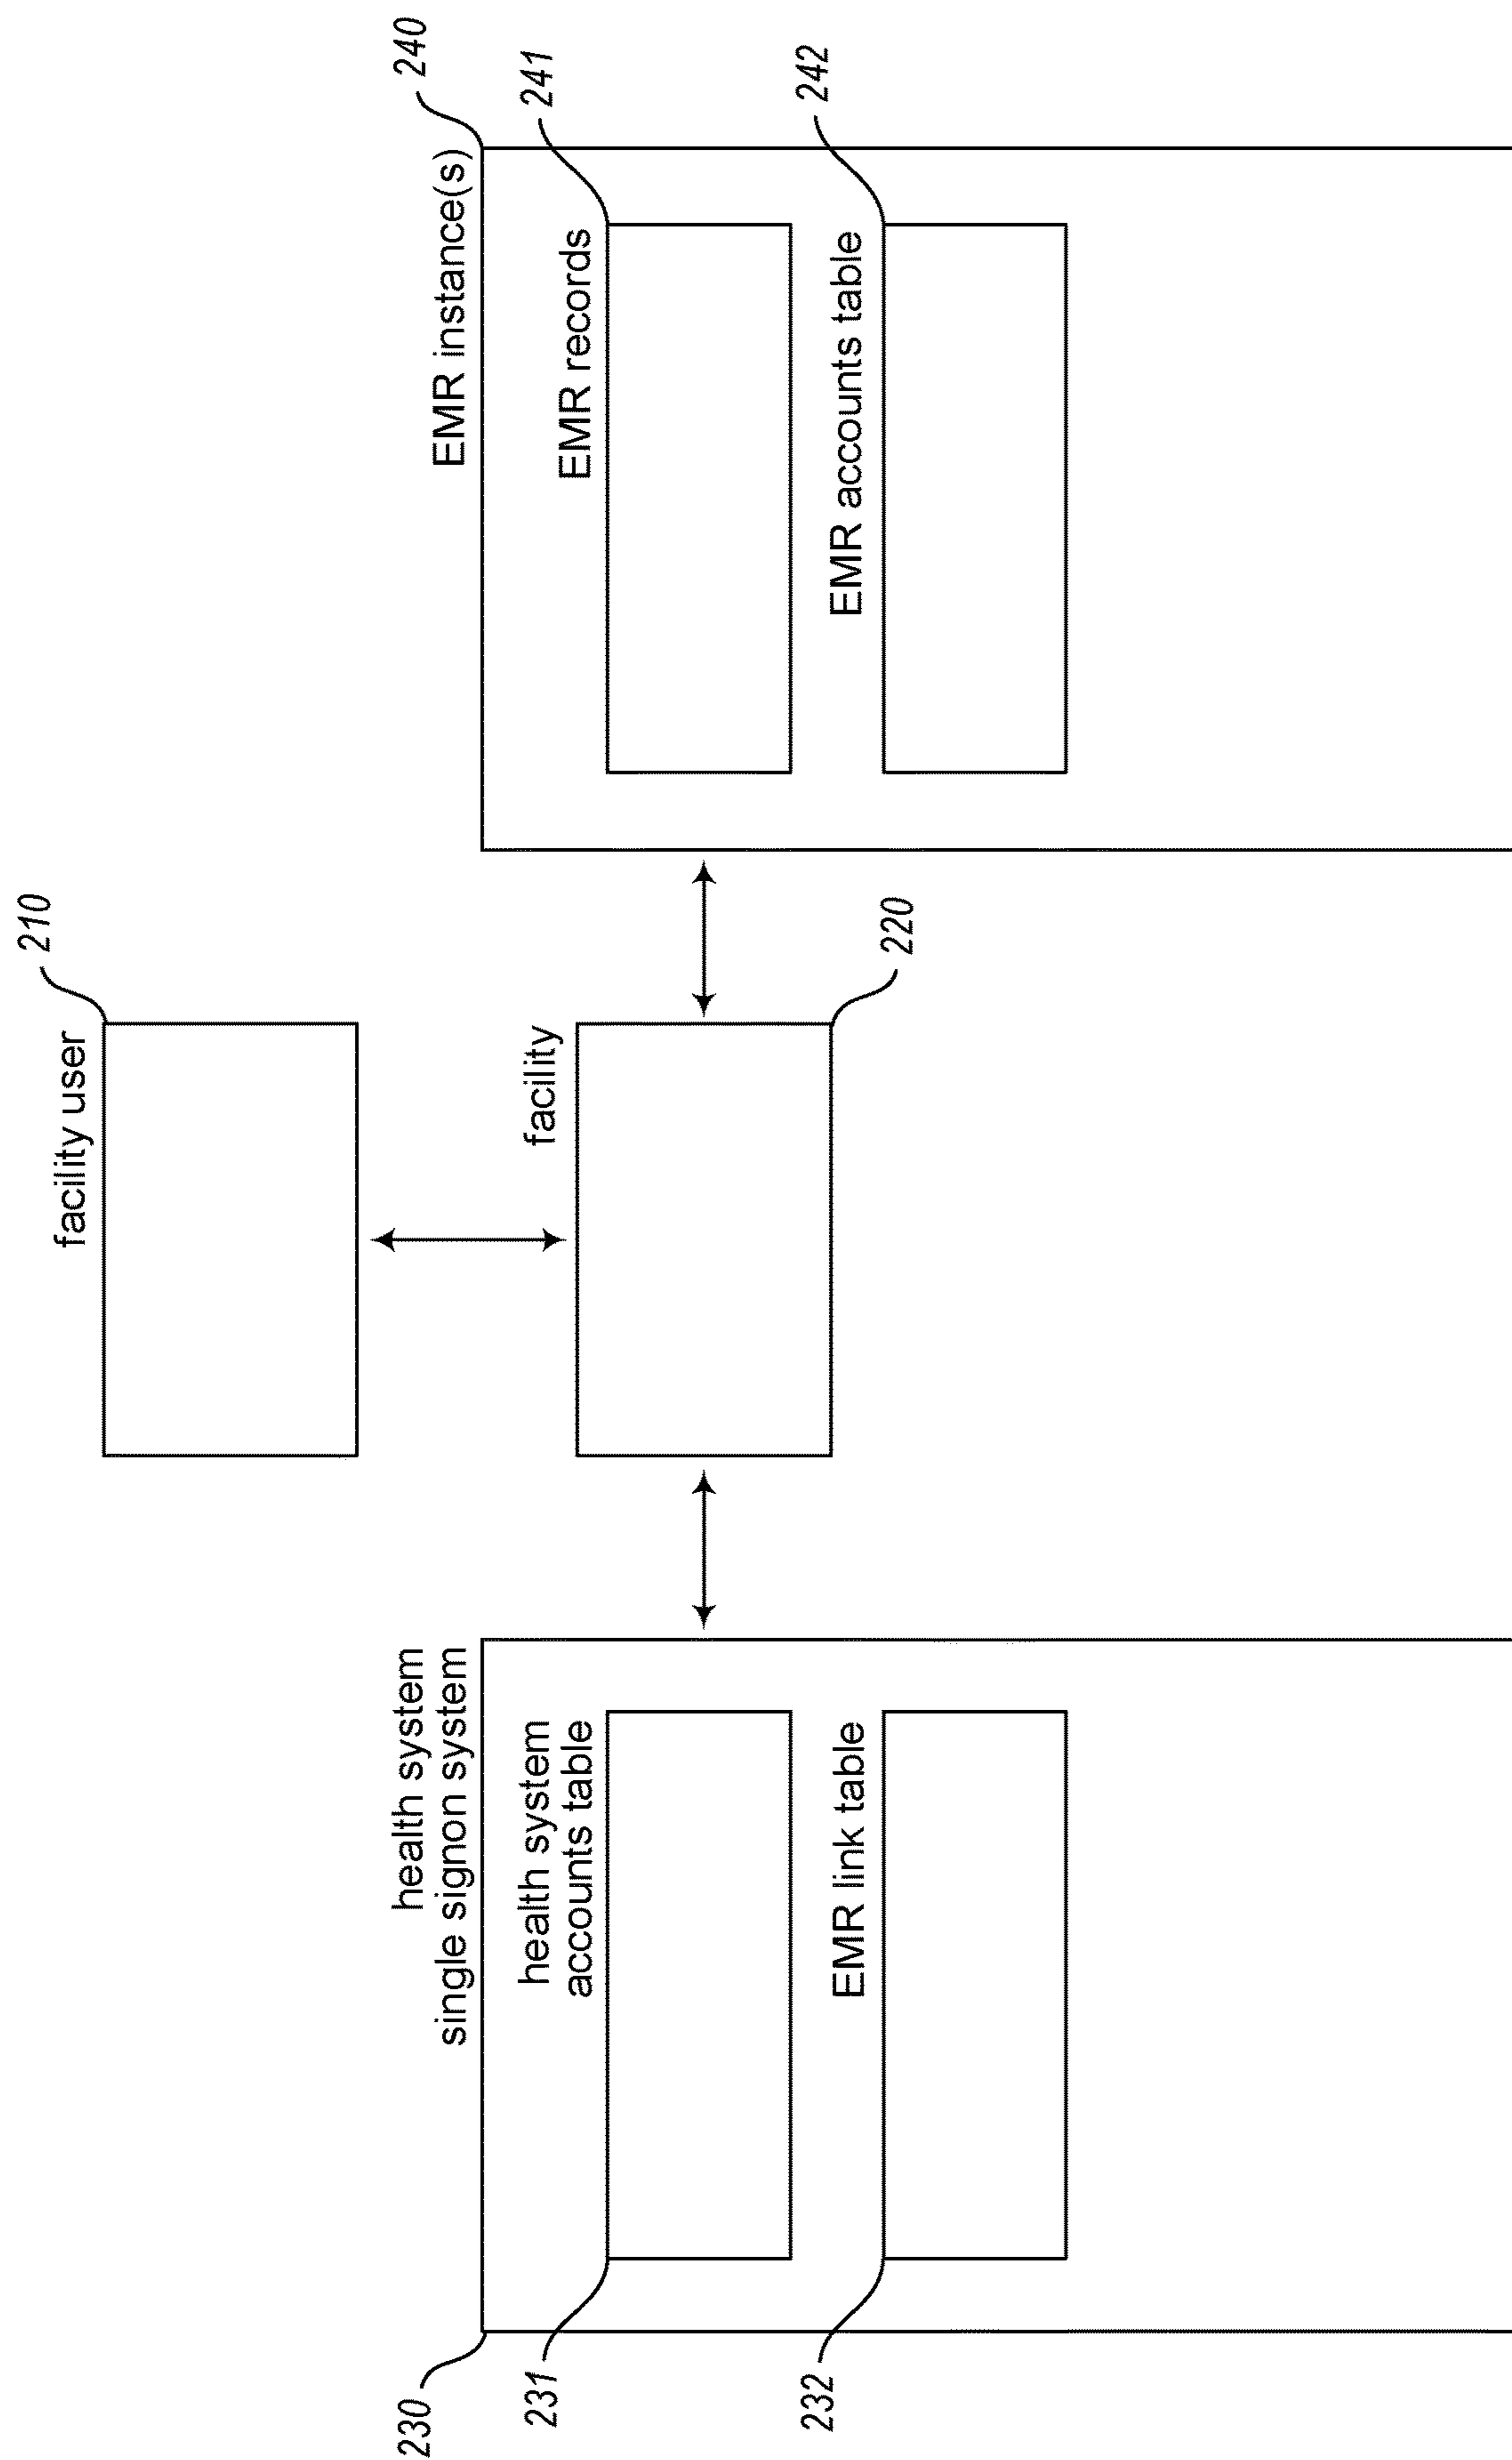 facility user
210
facility
220
health system
single signon system
230
health system
accounts table
231
EMR link table
232
EMR instance(s)
240
EMR records
241
EMR accounts table
242